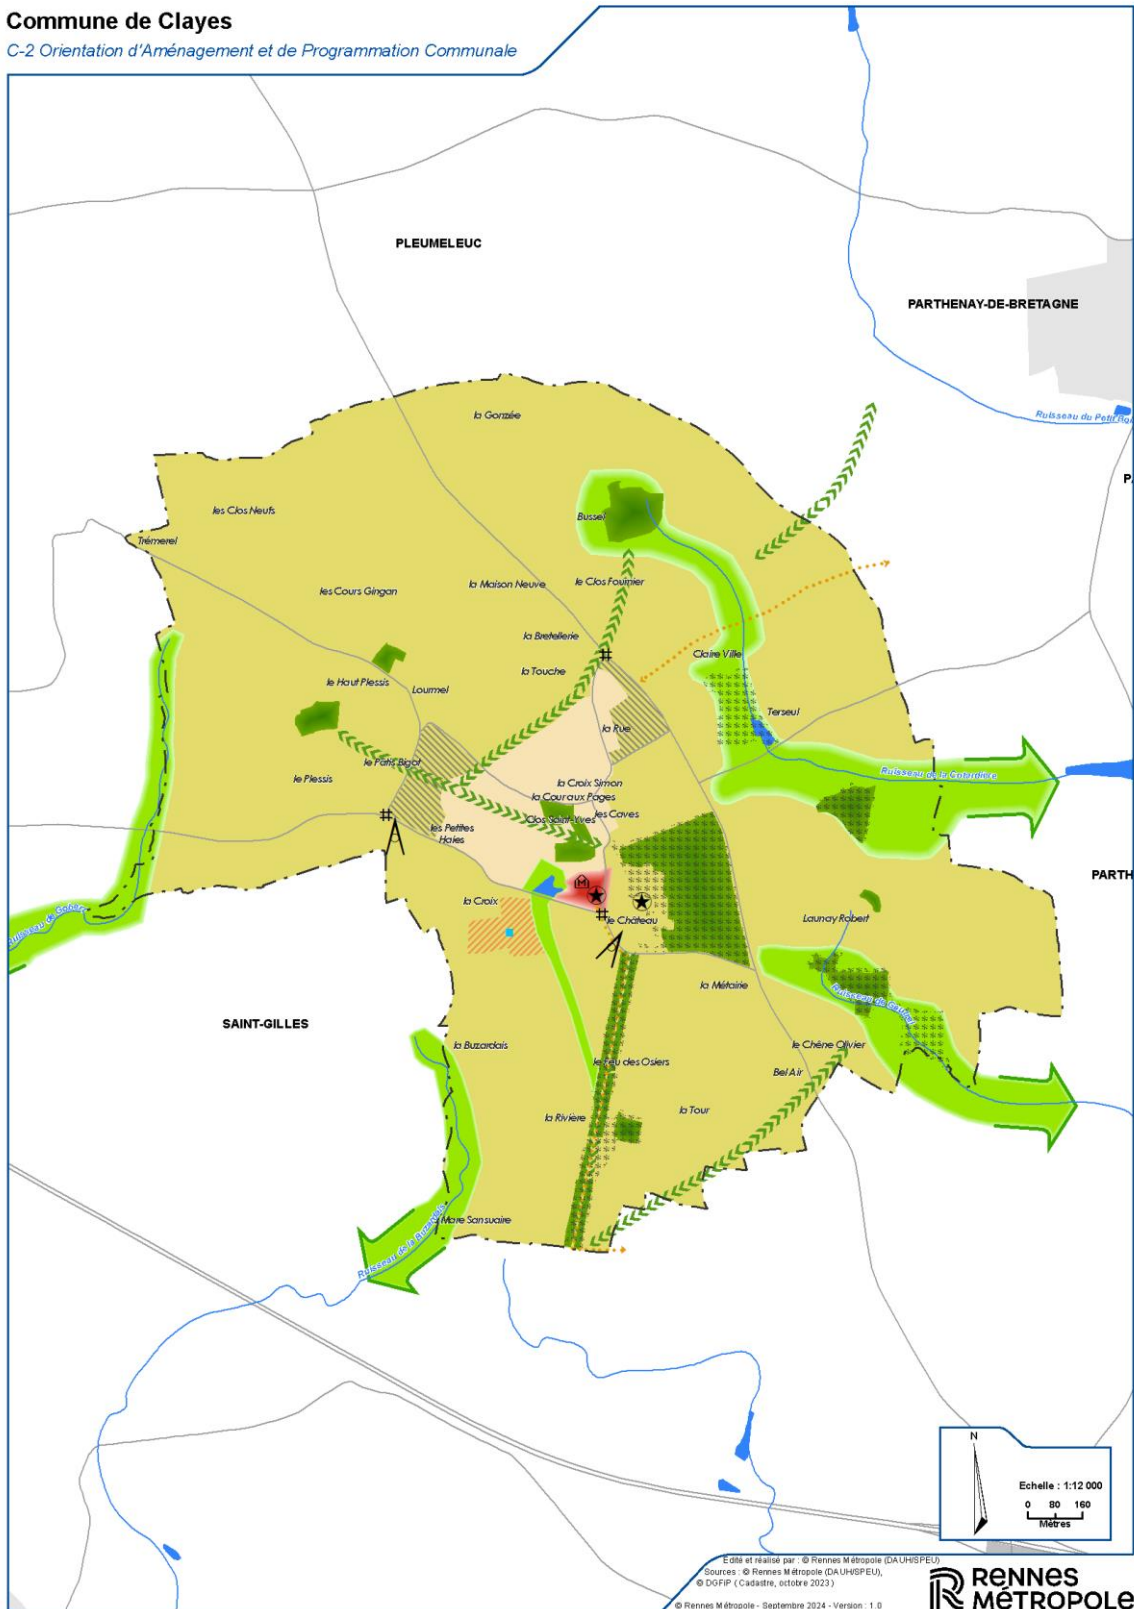 Commune de Clayes
C-2 Orientation d'Aménagement et de Programmation Communale
PLEUMELEUC
PARTHENAY-DE-BRETAGNE
Ruisseau du Petit
la Gonzée
les Clos Neufs
Bussel
Trémerel
les Cours Gingan
la Maison Neuve
le Clos Fournier
la Bretellerie
Claire Ville
la Touche
le Haut Plessis
Lourmel
Terseul
la Rue
le Pâtis Bigot
le Plessis
la Croix Simon
Ruisseau de la Cotardière
la Cour aux Pages
les Caves
Clos Saint-Yves
les Petites
Haies
PARTH
la Croix
le Château
Launay Robert
Ruisseau de
la Métairie
Ruisseau de
SAINT-GILLES
la Buzardais
le Chêne Olivier
le Feu des Osiers
Bel Air
la Tour
la Rivière
la Mare Sansuaire
Ruisseau de la
N
Echelle : 1:12 000
0 80 160
Mètres
Edité et réalisé par : © Rennes Métropole (DAUH/SPEU)
Sources : © Rennes Métropole (DAUH/SPEU),
© DGFiP ( Cadastre, octobre 2023 )
© Rennes Métropole - Septembre 2024 - Version : 1.0
RENNES
MÉTROPOLE